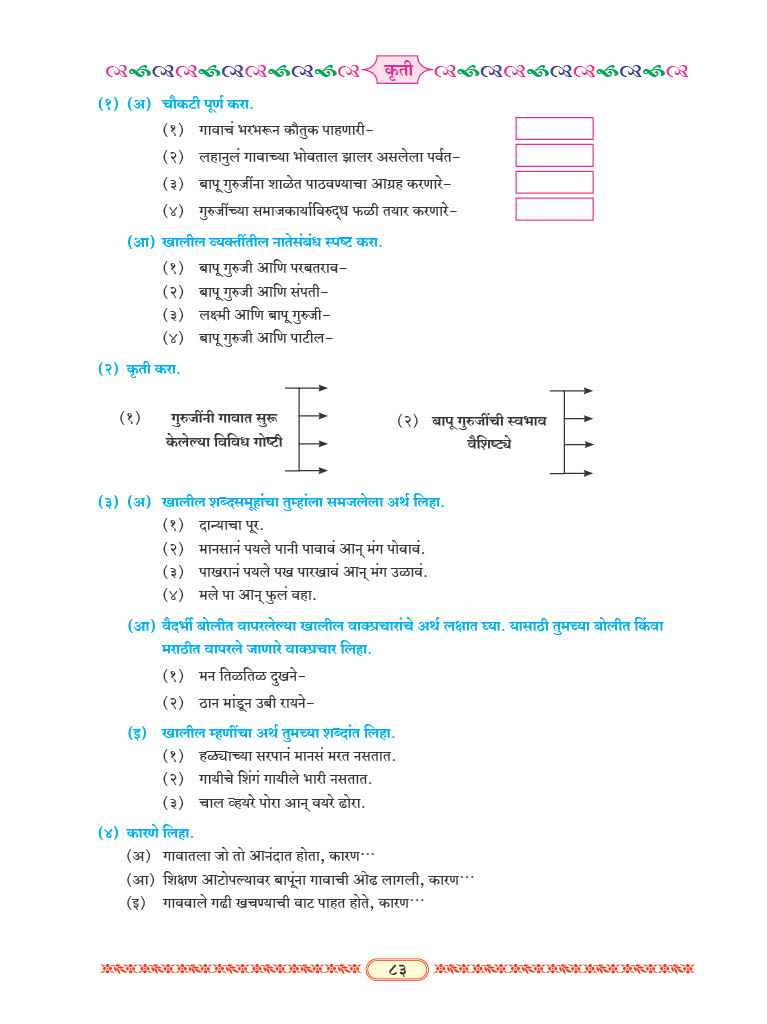 कृती
(१) (अ) चौकटी पूर्ण करा.
(१) गावाचं भरभरून कौतुक पाहणारी-
(२) लहानुलं गावाच्या भोवताल झालर असलेला पर्वत-
(३) बापू गुरुजींना शाळेत पाठवण्याचा आग्रह करणारे-
(४) गुरुजींच्या समाजकार्याविरुद्ध फळी तयार करणारे-
(आ) खालील व्यक्तींतील नातेसंबंध स्पष्ट करा.
(१) बापू गुरुजी आणि परबतराव-
(२) बापू गुरुजी आणि संपती-
(३) लक्ष्मी आणि बापू गुरुजी-
(४) बापू गुरुजी आणि पाटील-
(२) कृती करा.
(१) गुरुजींनी गावात सुरू
केलेल्या विविध गोष्टी
(२) बापू गुरुजींची स्वभाव
वैशिष्ट्ये
(३) (अ) खालील शब्दसमूहांचा तुम्हांला समजलेला अर्थ लिहा.
(१) दान्याचा पूर.
(२) मानसानं पयले पानी पावावं आन् मंग पोवावं.
(३) पाखरानं पयले पख पारखावं आन् मंग उळावं.
(४) मले पा आन् फुलं वहा.
(आ) वैदर्भी बोलीत वापरलेल्या खालील वाक्प्रचारांचे अर्थ लक्षात घ्या. यासाठी तुमच्या बोलीत किंवा
मराठीत वापरले जाणारे वाक्प्रचार लिहा.
(१) मन तिळतिळ दुखने-
(२) ठान मांडून उबी रायने-
(इ) खालील म्हणींचा अर्थ तुमच्या शब्दांत लिहा.
(१) हळ्याच्या सरपानं मानसं मरत नसतात.
(२) गायीचे शिंगं गायीले भारी नसतात.
(३) चाल व्हयरे पोरा आन् वयरे ढोरा.
(४) कारणे लिहा.
(अ) गावातला जो तो आनंदात होता, कारण...
(आ) शिक्षण आटोपल्यावर बापूंना गावाची ओढ लागली, कारण...
(इ) गाववाले गढी खचण्याची वाट पाहत होते, कारण...
८३